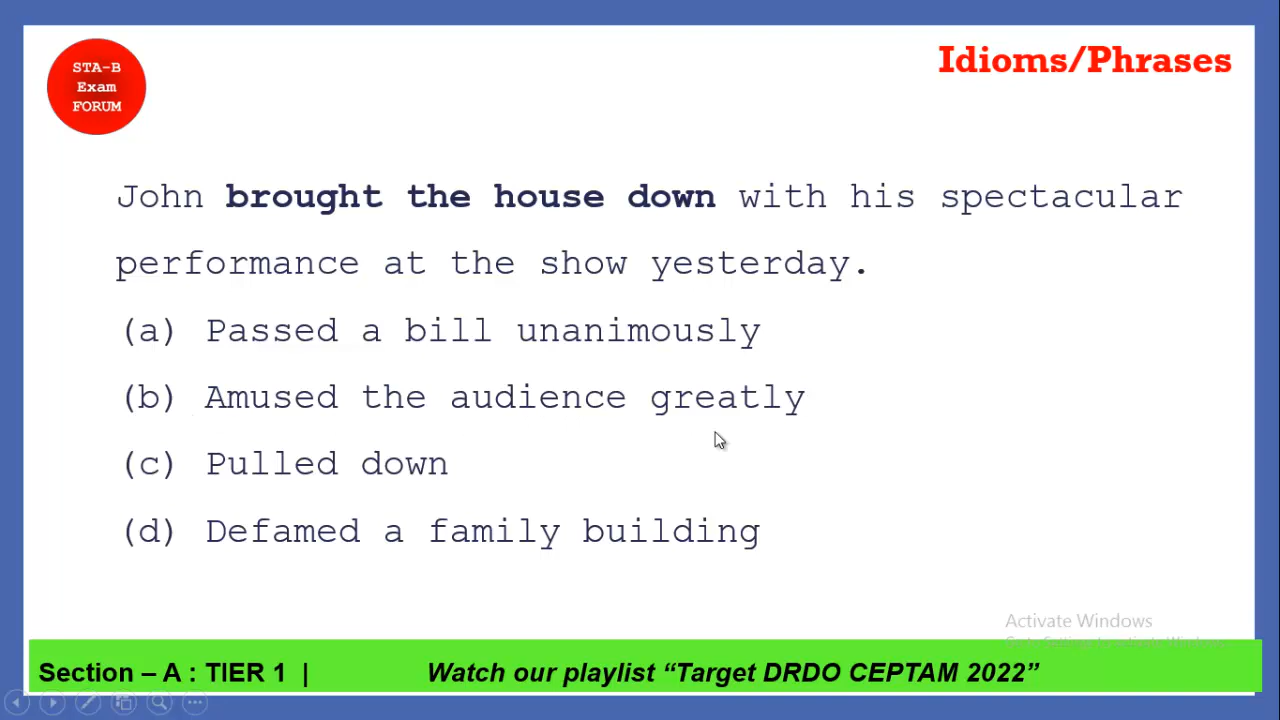 STA-B
Exam
FORUM
Idioms/Phrases
John brought the house down with his spectacular
performance at the show yesterday.
(a) Passed a bill unanimously
(b) Amused the audience greatly
(c) Pulled down
(d) Defamed a family building
Activate Windows
Section – A : TIER 1 | Watch our playlist “Target DRDO CEPTAM 2022”